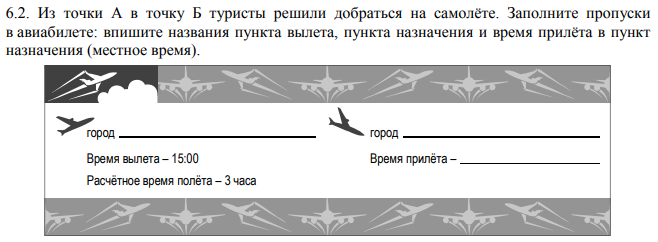 6.2. Из точки А в точку Б туристы решили добраться на самолёте. Заполните пропуски
в авиабилете: впишите названия пункта вылета, пункта назначения и время прилёта в пункт
назначения (местное время).
город
город
Время вылета – 15:00
Время прилёта –
Расчётное время полёта – 3 часа